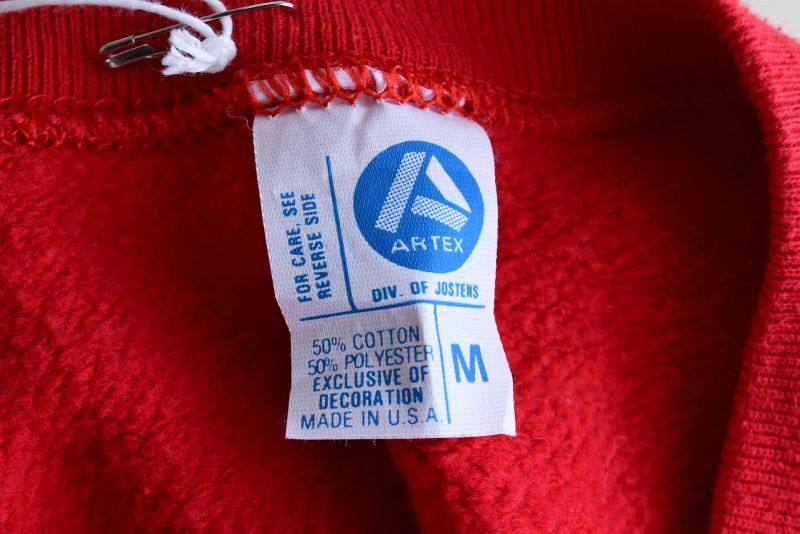 ARTEX
DIV. OF JOSTENS
FOR CARE, SEE
REVERSE SIDE
50% COTTON
50% POLYESTER
EXCLUSIVE OF
DECORATION
MADE IN U.S.A.
M